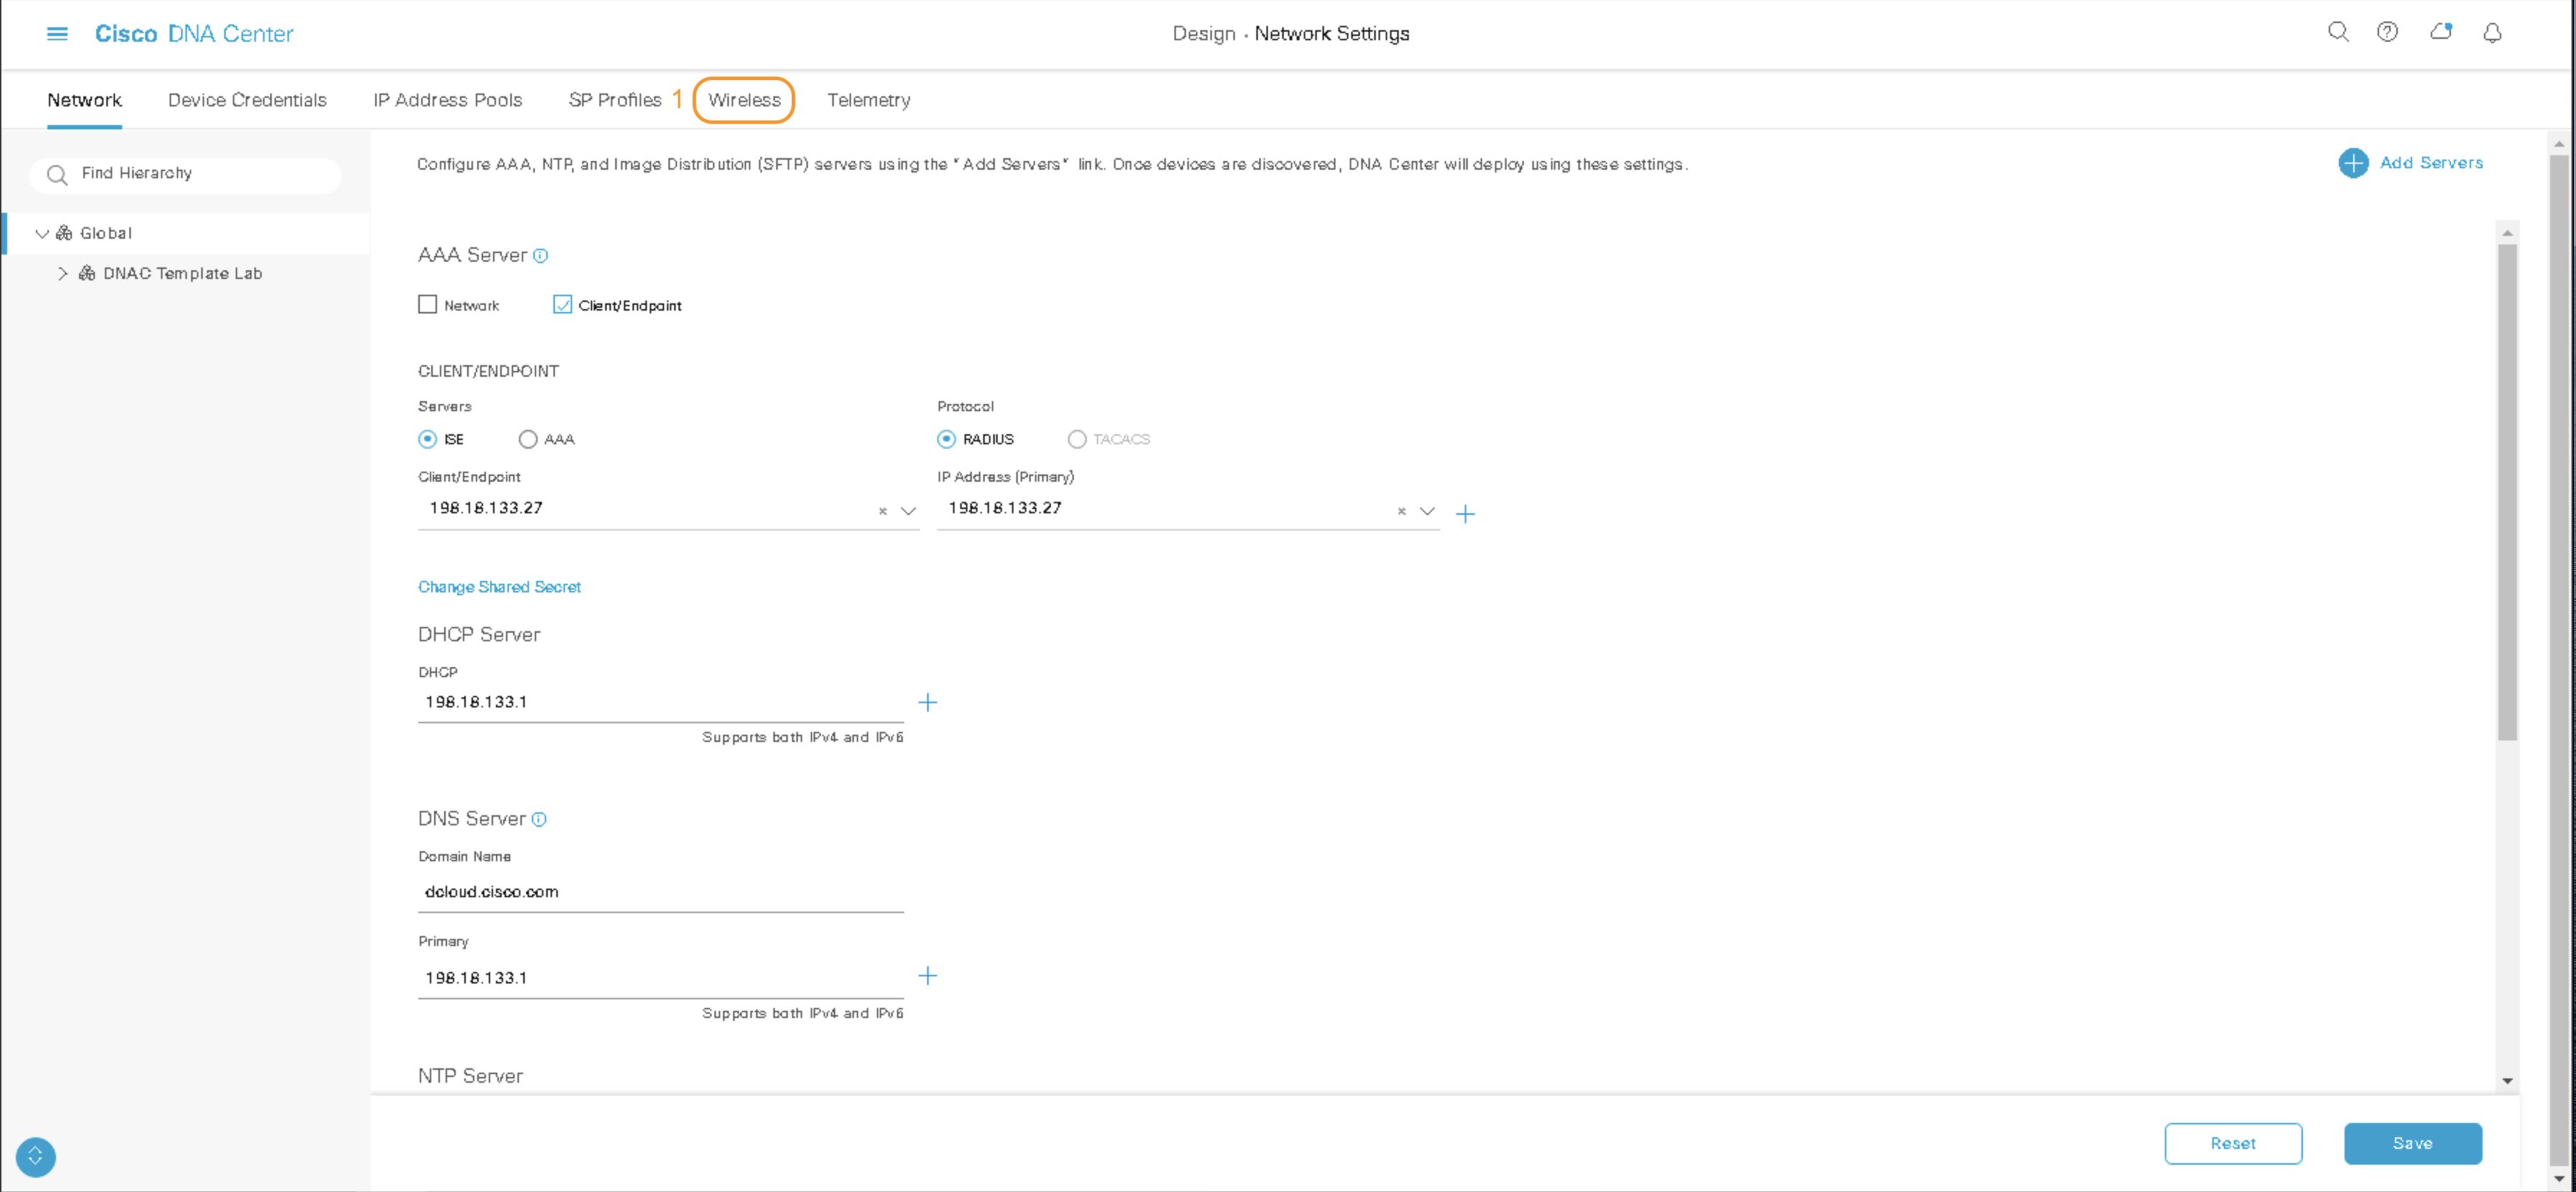 Cisco DNA Center
Design · Network Settings
Network Device Credentials IP Address Pools SP Profiles 1 Wireless Telemetry
Find Hierarchy
Global
DNAC Template Lab
Configure AAA, NTP, and Image Distribution (SFTP) servers using the "Add Servers" link. Once devices are discovered, DNA Center will deploy using these settings.
Add Servers
AAA Server
Network Client/Endpoint
CLIENT/ENDPOINT
Servers Protocol
ISE AAA RADIUS TACACS
Client/Endpoint IP Address (Primary)
198.18.133.27 198.18.133.27
Change Shared Secret
DHCP Server
DHCP
198.18.133.1
Supports both IPv4 and IPv6
DNS Server
Domain Name
dcloud.cisco.com
Primary
198.18.133.1
Supports both IPv4 and IPv6
NTP Server
Reset Save